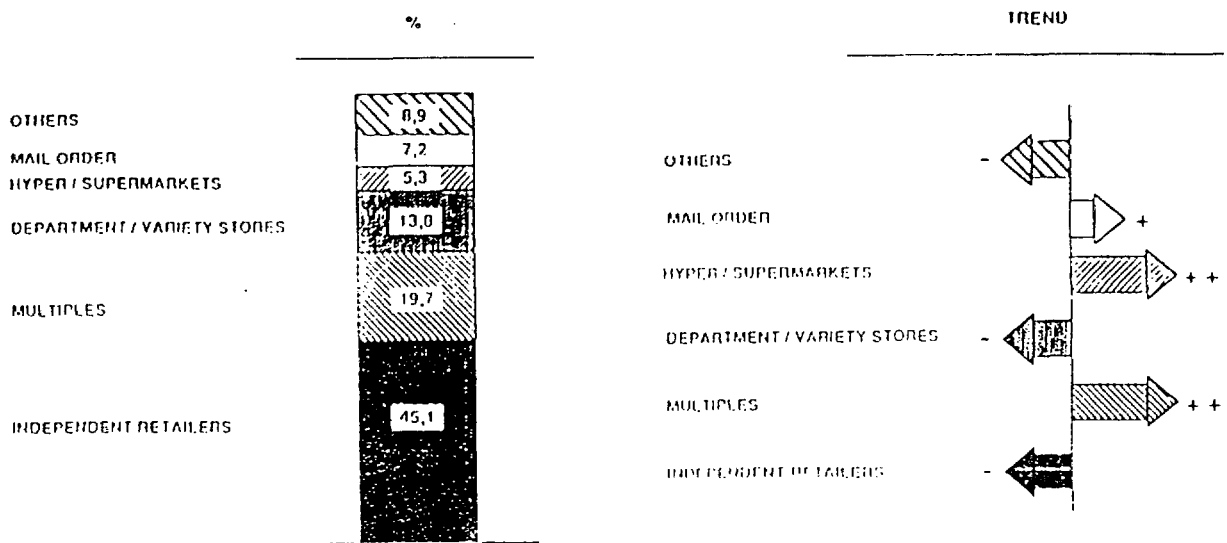 %
OTHERS 8,9
MAIL ORDER 7,2
HYPER / SUPERMARKETS 5,3
DEPARTMENT / VARIETY STORES 13,8
MULTIPLES 19,7
INDEPENDENT RETAILERS 45,1
TREND
OTHERS -
MAIL ORDER +
HYPER / SUPERMARKETS + +
DEPARTMENT / VARIETY STORES -
MULTIPLES + +
INDEPENDENT RETAILERS -